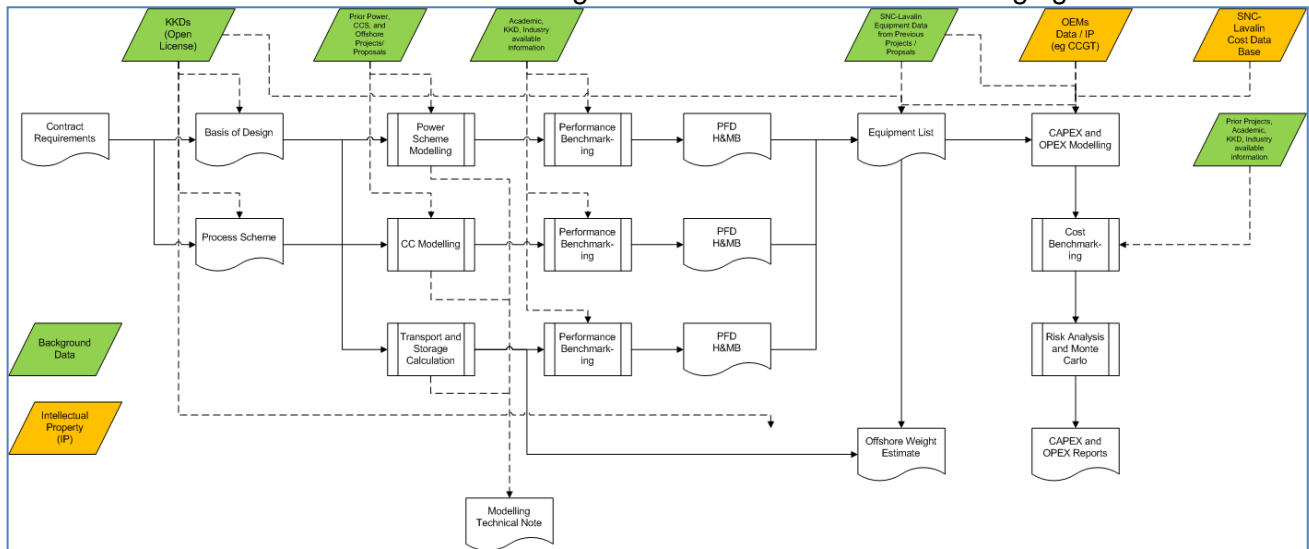 KKDs
(Open
License)
Prior Power,
CCS, and
Offshore
Projects/
Proposals
Academic,
KKD, Industry
available
information
SNC-Lavalin
Equipment Data
from Previous
Projects /
Propsals
OEMs
Data / IP
(eg CCGT)
SNC-
Lavalin
Cost Data
Base
Contract
Requirements
Basis of Design
Power
Scheme
Modelling
Performance
Benchmark-
ing
PFD
H&MB
Equipment List
CAPEX and
OPEX Modelling
Prior Projects,
Academic,
KKD, Industry
available
information
Process Scheme
CC Modelling
Performance
Benchmark-
ing
PFD
H&MB
Cost
Benchmark-
ing
Background
Data
Transport and
Storage
Calculation
Performance
Benchmark-
ing
PFD
H&MB
Risk Analysis
and Monte
Carlo
Intellectual
Property
(IP)
Offshore Weight
Estimate
CAPEX and
OPEX Reports
Modelling
Technical Note